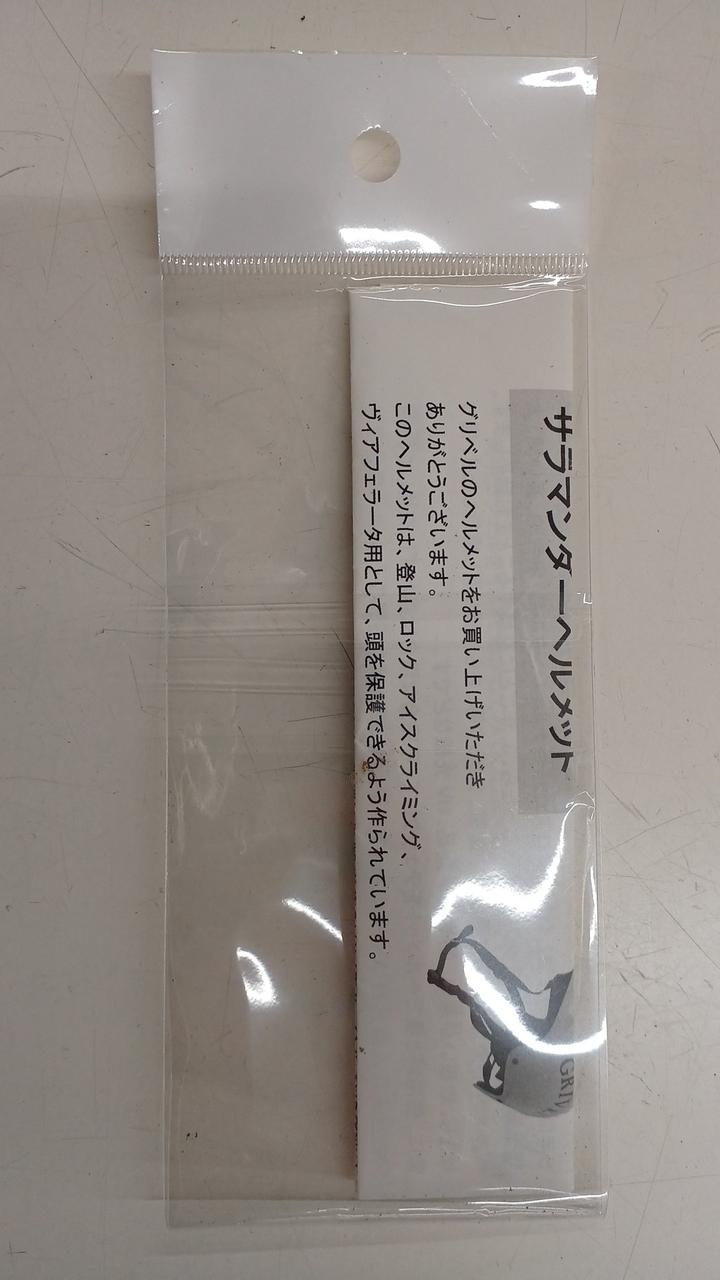 サラマンダーヘルメット
グリベルのヘルメットをお買い上げいただき
ありがとうございます。
このヘルメットは、登山、ロック、アイスクライミング、
ヴィアフェラータ用として、頭を保護できるよう作られています。
GRIV